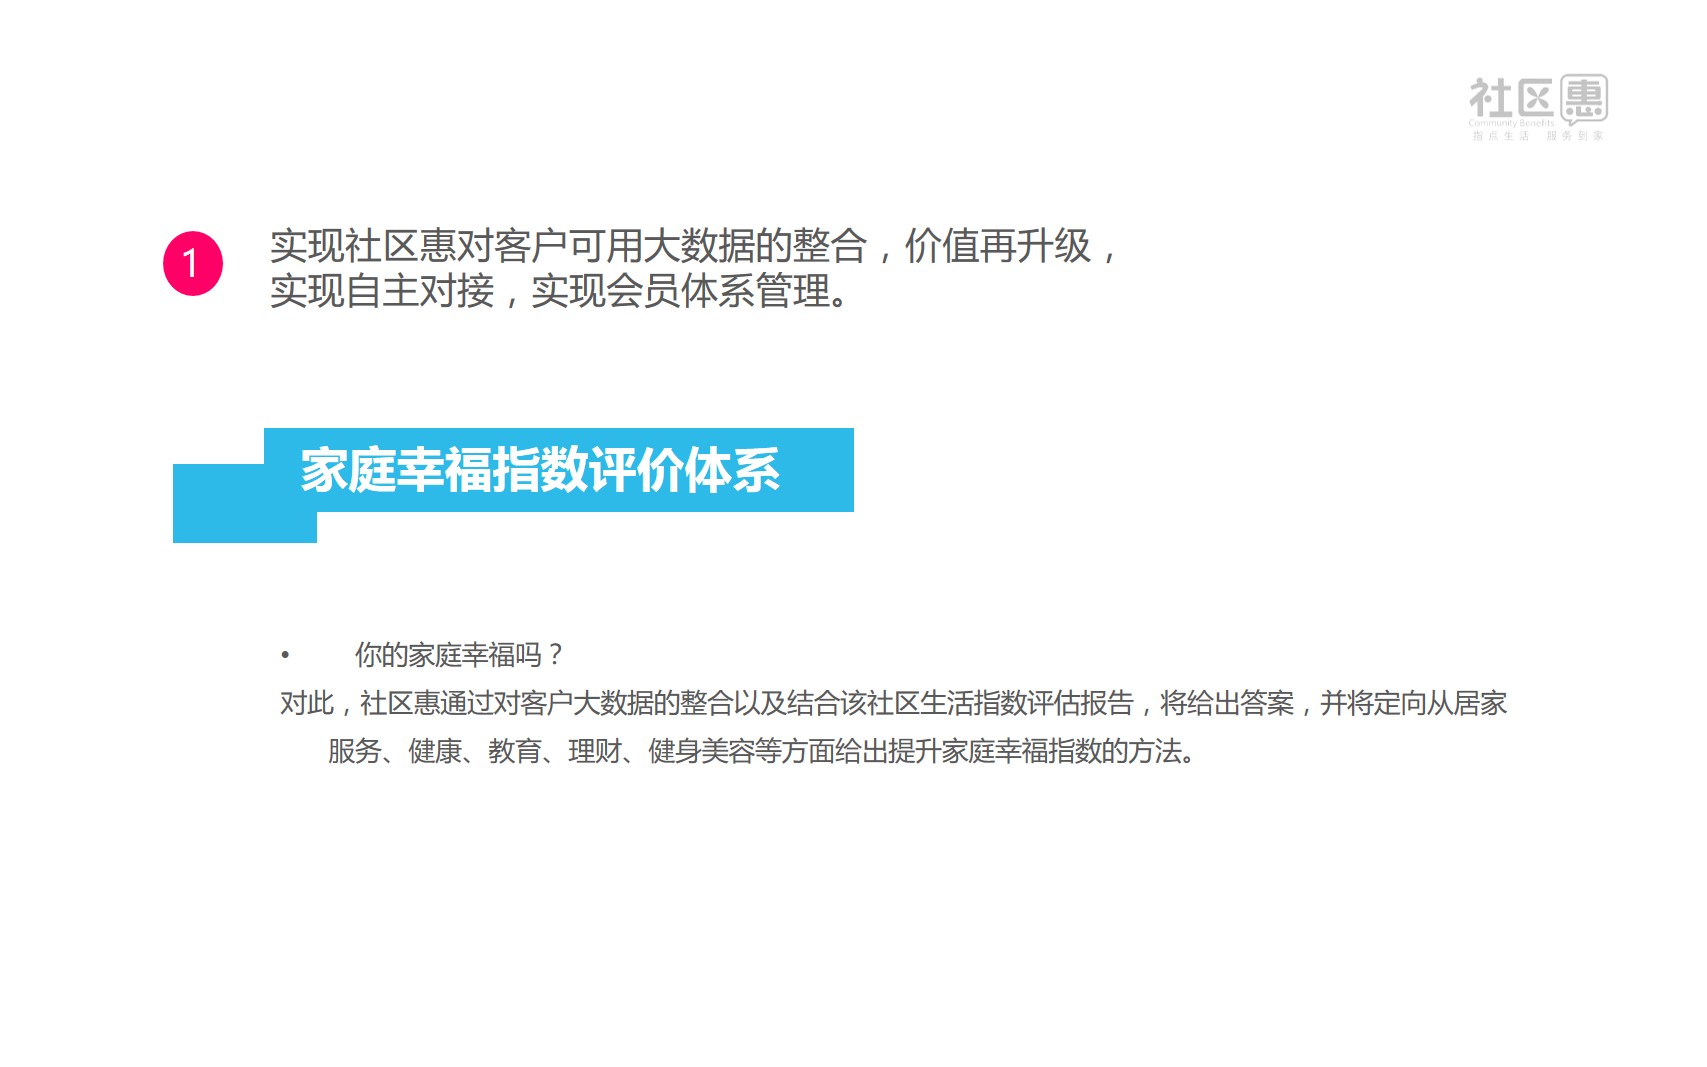 社区惠
Community Benefits
指点生活 服务到家
1
实现社区惠对客户可用大数据的整合，价值再升级，
实现自主对接，实现会员体系管理。
家庭幸福指数评价体系
• 你的家庭幸福吗？
对此，社区惠通过对客户大数据的整合以及结合该社区生活指数评估报告，将给出答案，并将定向从居家
服务、健康、教育、理财、健身美容等方面给出提升家庭幸福指数的方法。